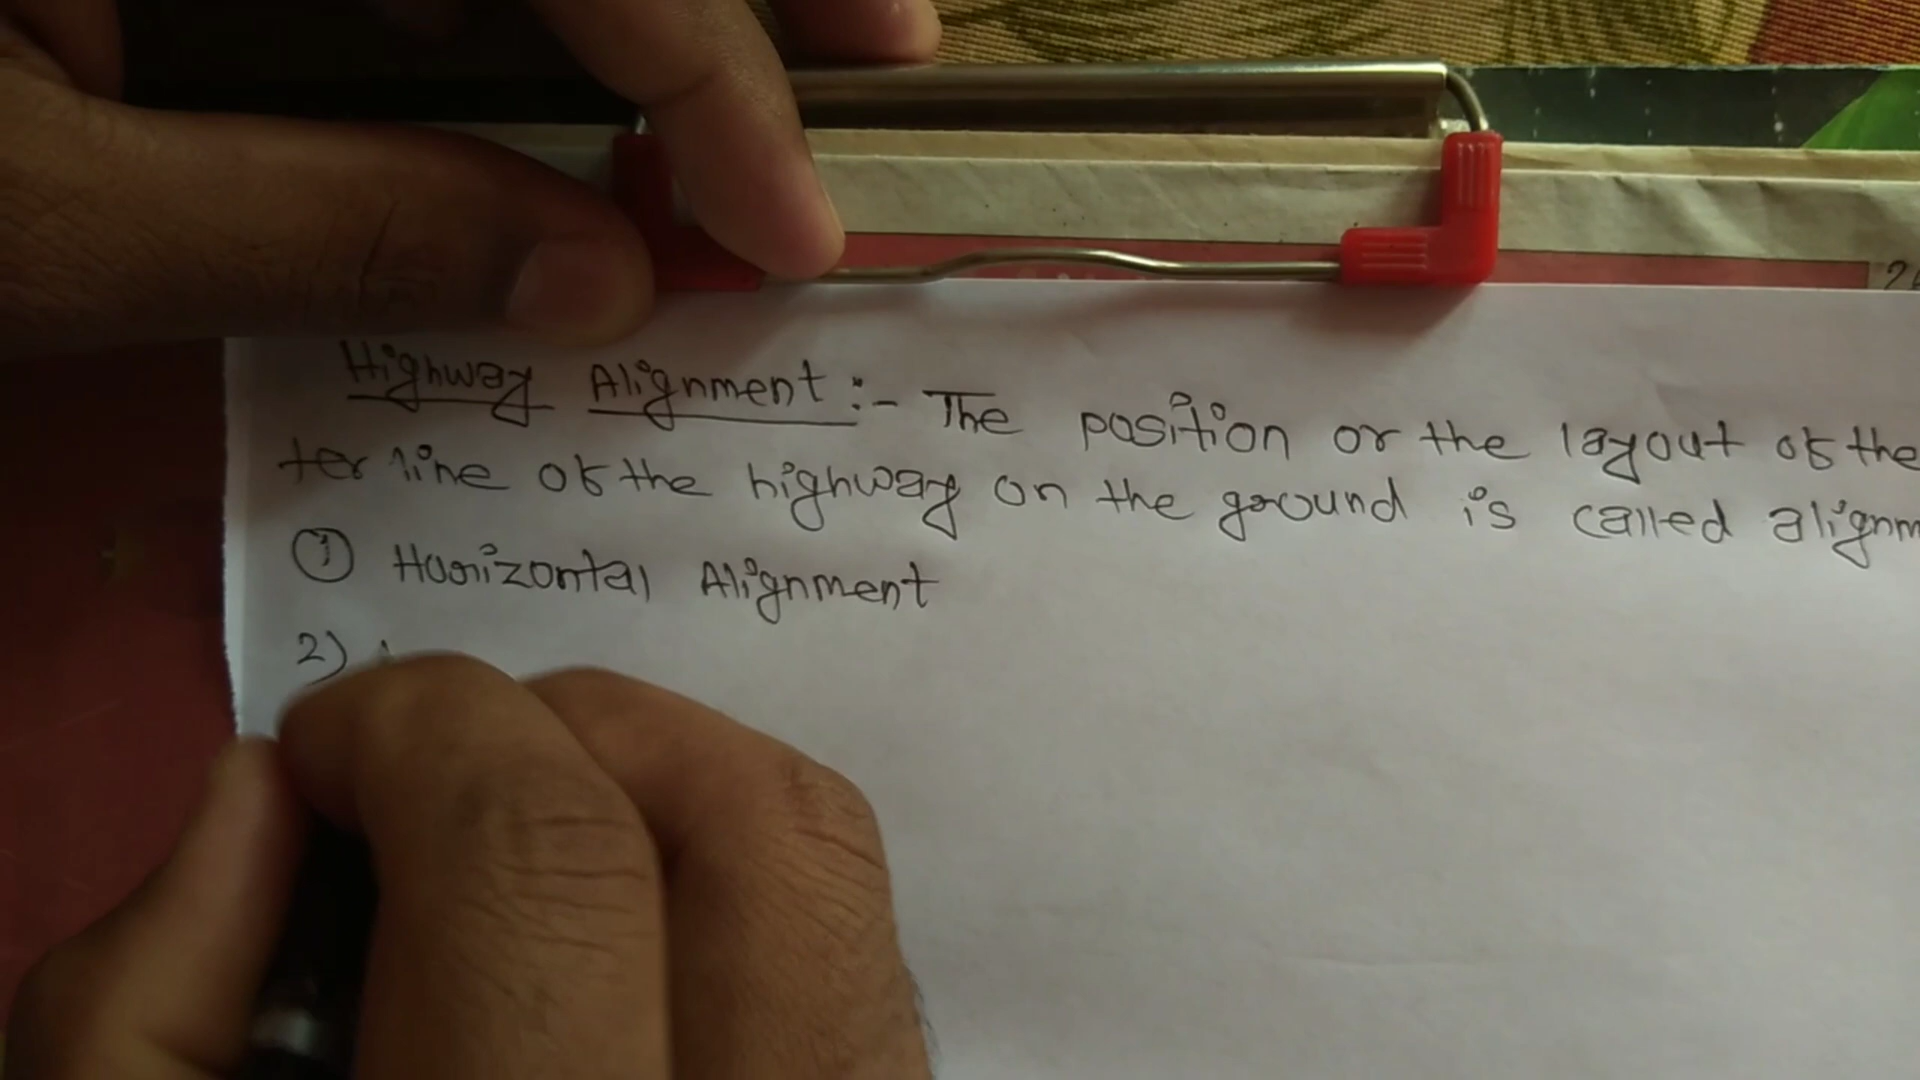 Highway Alignment :- The position or the layout of the
ter line of the highway on the ground is called alignm
① Horizontal Alignment
2)